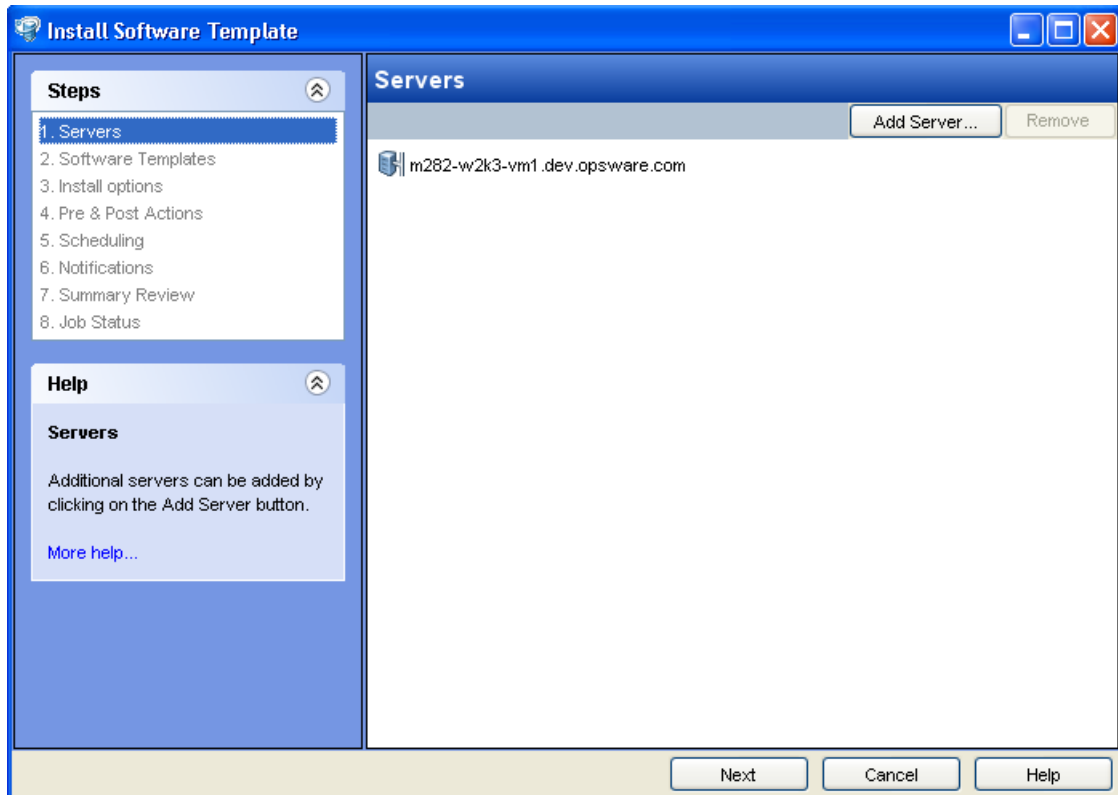 Install Software Template
Steps
1. Servers
2. Software Templates
3. Install options
4. Pre & Post Actions
5. Scheduling
6. Notifications
7. Summary Review
8. Job Status
Help
Servers
Additional servers can be added by
clicking on the Add Server button.
More help...
Servers
Add Server... Remove
m282-w2k3-vm1.dev.opsware.com
Next Cancel Help